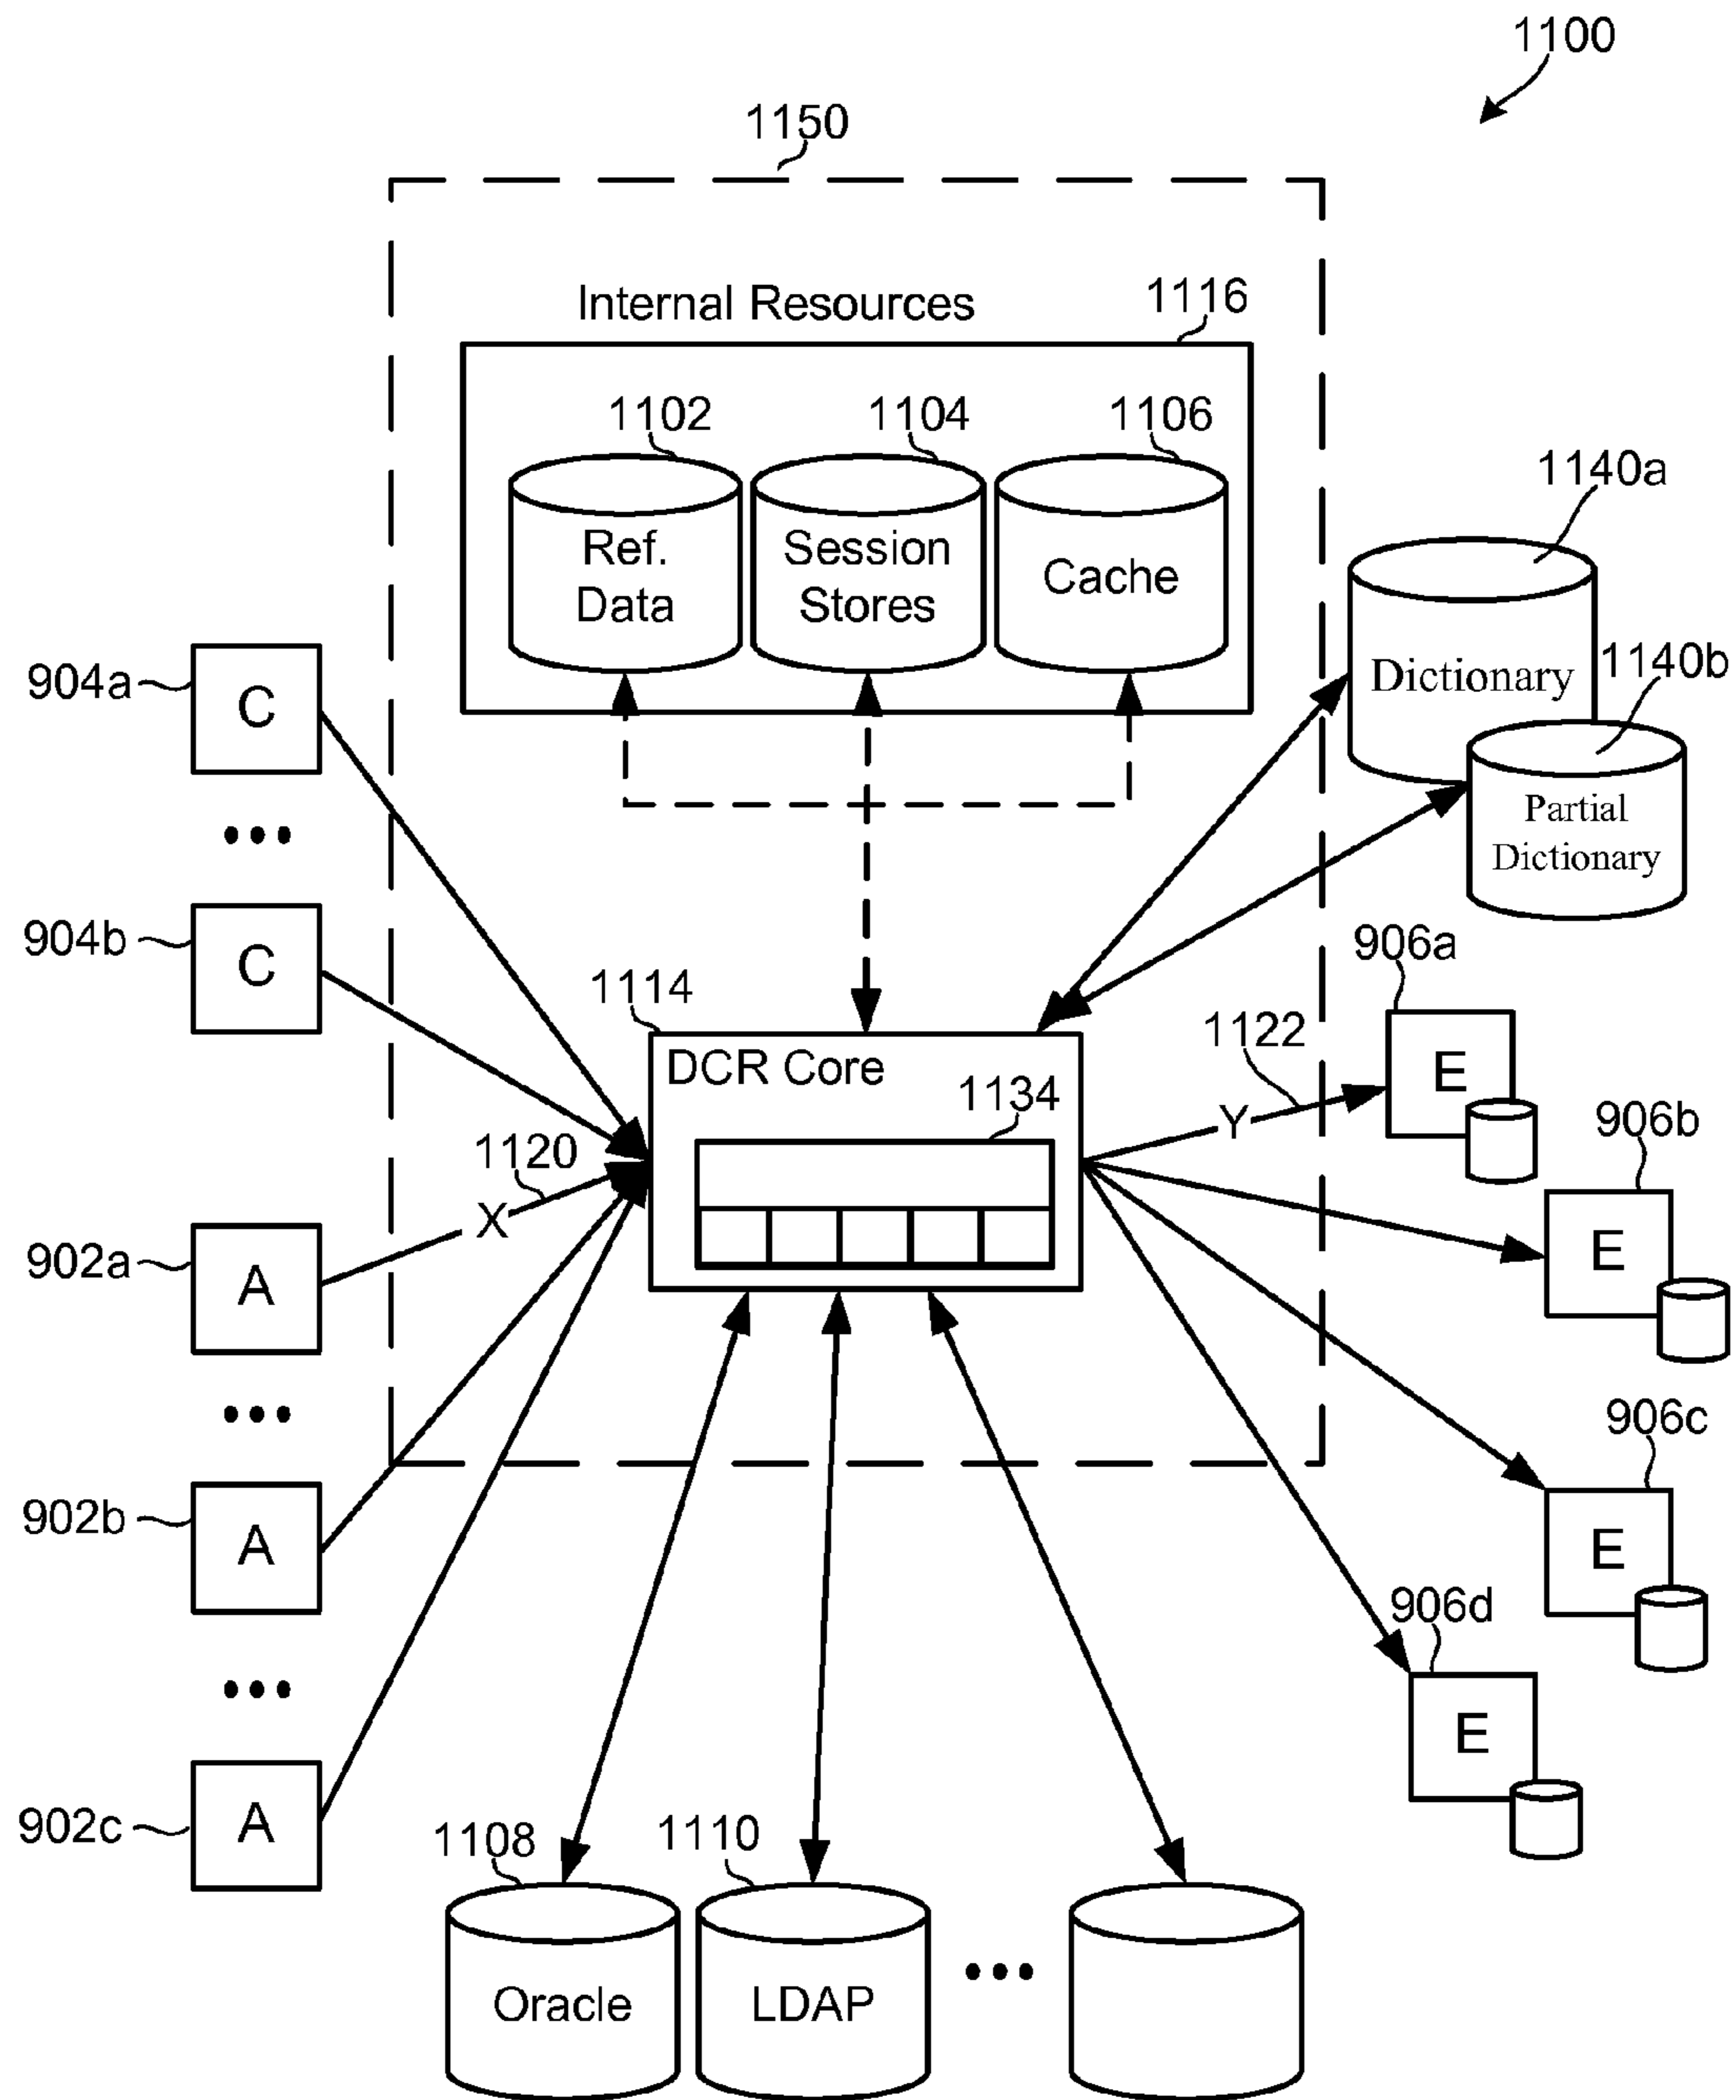 1100
1150
Internal Resources
1116
1102
1104
1106
Ref.
Data
Session
Stores
Cache
1140a
Dictionary
1140b
Partial
Dictionary
904a
C
•••
904b
C
1114
DCR Core
1134
1122
Y
906a
E
906b
E
1120
X
902a
A
•••
902b
A
•••
902c
A
906c
E
906d
E
1108
Oracle
1110
LDAP
•••